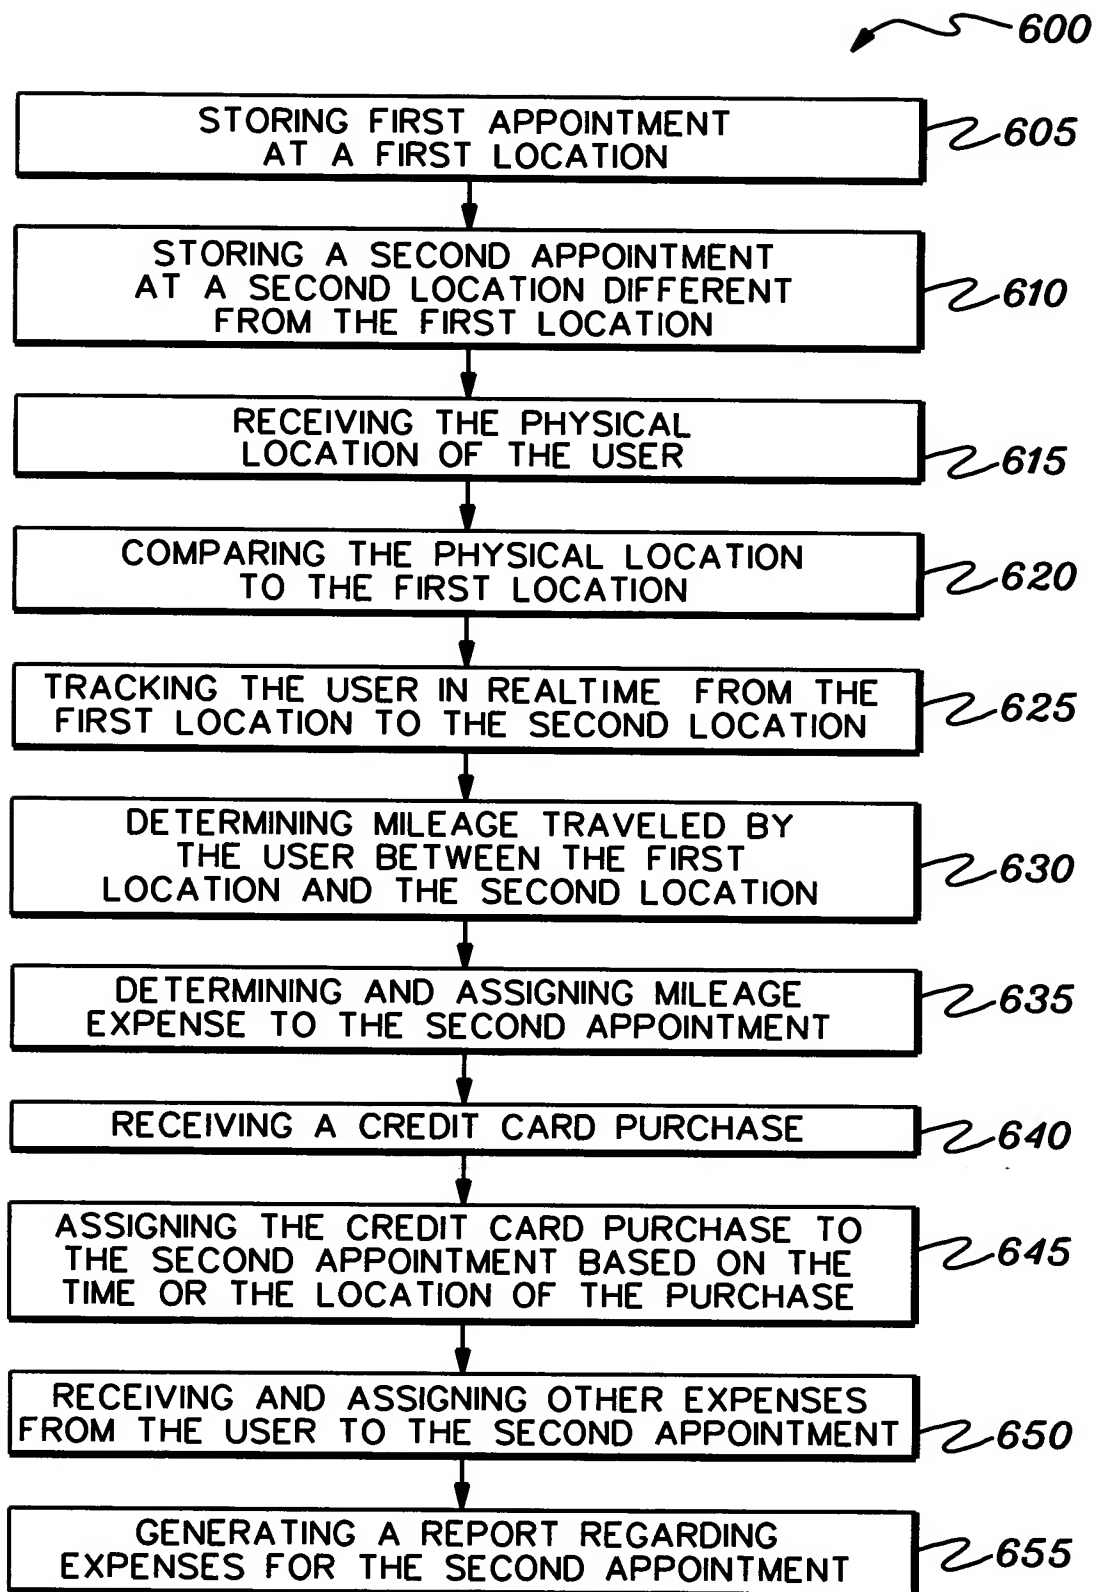 600
STORING FIRST APPOINTMENT
AT A FIRST LOCATION
605
STORING A SECOND APPOINTMENT
AT A SECOND LOCATION DIFFERENT
FROM THE FIRST LOCATION
610
RECEIVING THE PHYSICAL
LOCATION OF THE USER
615
COMPARING THE PHYSICAL LOCATION
TO THE FIRST LOCATION
620
TRACKING THE USER IN REALTIME FROM THE
FIRST LOCATION TO THE SECOND LOCATION
625
DETERMINING MILEAGE TRAVELED BY
THE USER BETWEEN THE FIRST
LOCATION AND THE SECOND LOCATION
630
DETERMINING AND ASSIGNING MILEAGE
EXPENSE TO THE SECOND APPOINTMENT
635
RECEIVING A CREDIT CARD PURCHASE
640
ASSIGNING THE CREDIT CARD PURCHASE TO
THE SECOND APPOINTMENT BASED ON THE
TIME OR THE LOCATION OF THE PURCHASE
645
RECEIVING AND ASSIGNING OTHER EXPENSES
FROM THE USER TO THE SECOND APPOINTMENT
650
GENERATING A REPORT REGARDING
EXPENSES FOR THE SECOND APPOINTMENT
655